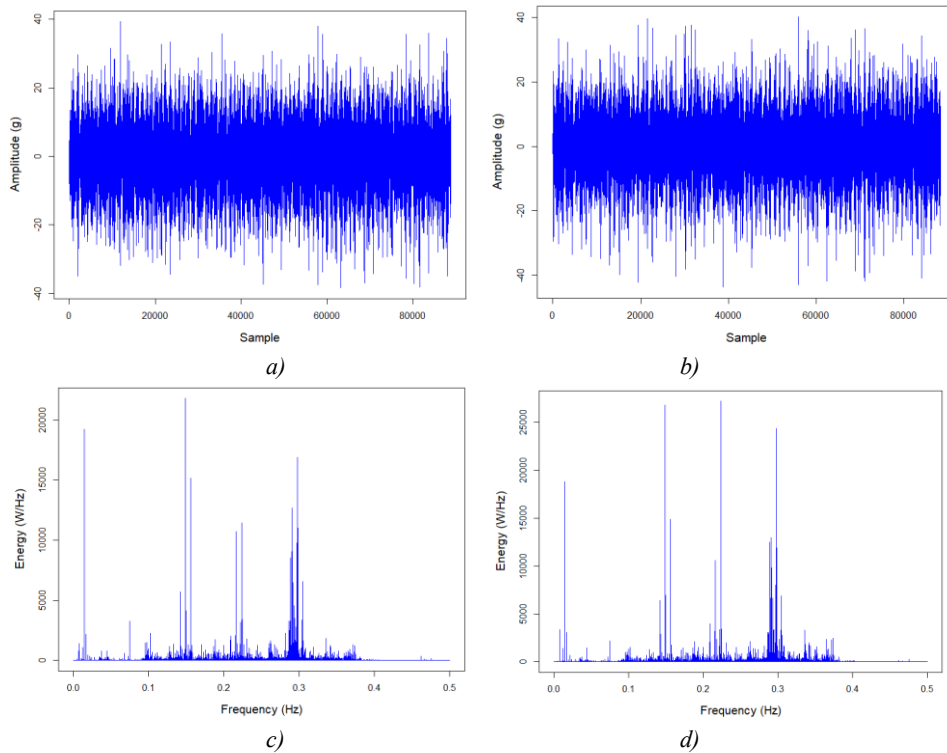 Amplitude (g)
40
20
0
-20
-40
0 20000 40000 60000 80000
Sample
a)
Amplitude (g)
40
20
0
-20
-40
0 20000 40000 60000 80000
Sample
b)
Energy (W/Hz)
20000
15000
10000
5000
0
0.0 0.1 0.2 0.3 0.4 0.5
Frequency (Hz)
c)
Energy (W/Hz)
25000
20000
15000
10000
5000
0
0.0 0.1 0.2 0.3 0.4 0.5
Frequency (Hz)
d)